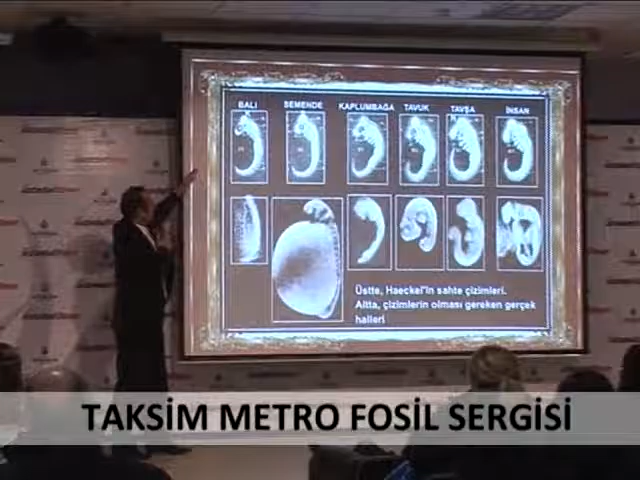 BALI SEMENDE KAPLUMBAĞA TAVUK TAVŞA İNSAN
N
Üstte, Haeckel'in sahte çizimleri.
Altta, çizimlerin olması gereken gerçek
halleri
TAKSİM METRO FOSİL SERGİSİ